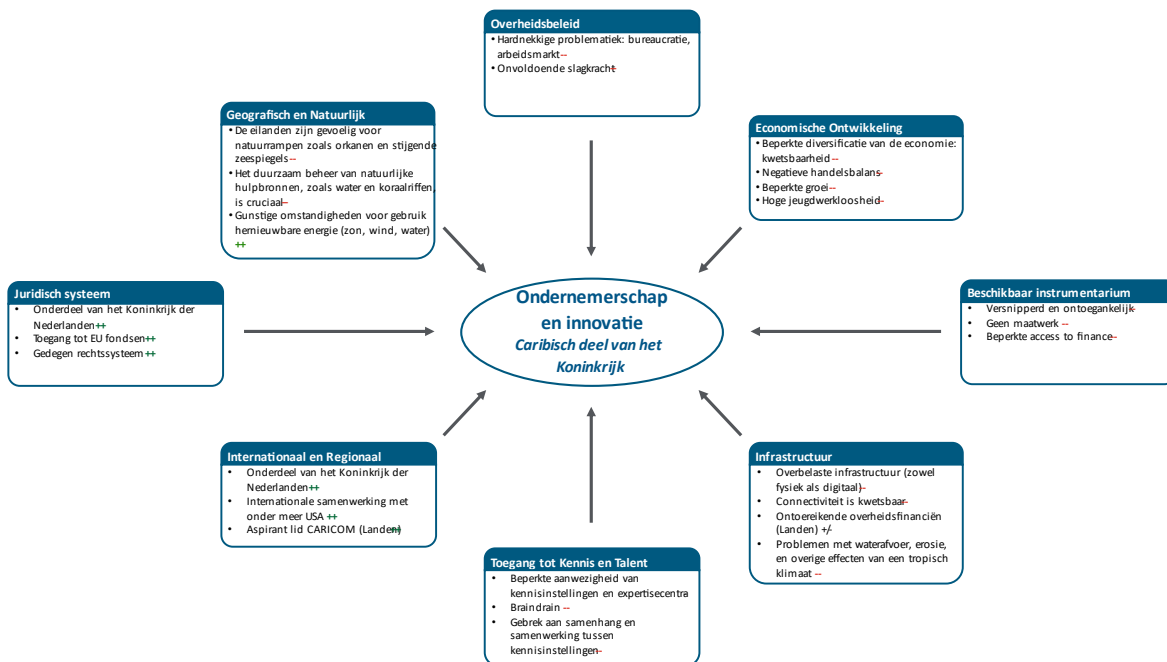 Overheidsbeleid
• Hardnekkige problematiek: bureaucratie,
arbeidsmarkt--
• Onvoldoende slagkracht
Geografisch en Natuurlijk
• De eilanden zijn gevoelig voor
natuurrampen zoals orkanen en stijgende
zeespiegels --
• Het duurzaam beheer van natuurlijke
hulpbronnen, zoals water en koraalriffen,
is cruciaal--
• Gunstige omstandigheden voor gebruik
hernieuwbare energie (zon, wind, water)
++
Economische Ontwikkeling
• Beperkte diversificatie van de economie:
kwetsbaarheid --
• Negatieve handelsbalans--
• Beperkte groei--
• Hoge jeugdwerkloosheid--
Juridisch systeem
• Onderdeel van het Koninkrijk der
Nederlanden++
• Toegang tot EU fondsen++
• Gedegen rechtssysteem ++
Ondernemerschap
en innovatie
Caribisch deel van het
Koninkrijk
Beschikbaar instrumentarium
• Versnipperd en ontoegankelijk--
• Geen maatwerk --
• Beperkte access to finance--
Internationaal en Regionaal
• Onderdeel van het Koninkrijk der
Nederlanden++
• Internationale samenwerking met
onder meer USA ++
• Aspirant lid CARICOM (Landen)++
Infrastructuur
• Overbelaste infrastructuur (zowel
fysiek als digitaal)--
• Connectiviteit is kwetsbaar--
• Ontoereikende overheidsfinanciën
(Landen) +/-
• Problemen met waterafvoer, erosie,
en overige effecten van een tropisch
klimaat --
Toegang tot Kennis en Talent
• Beperkte aanwezigheid van
kennisinstellingen en expertisecentra
• Braindrain --
• Gebrek aan samenhang en
samenwerking tussen
kennisinstellingen--